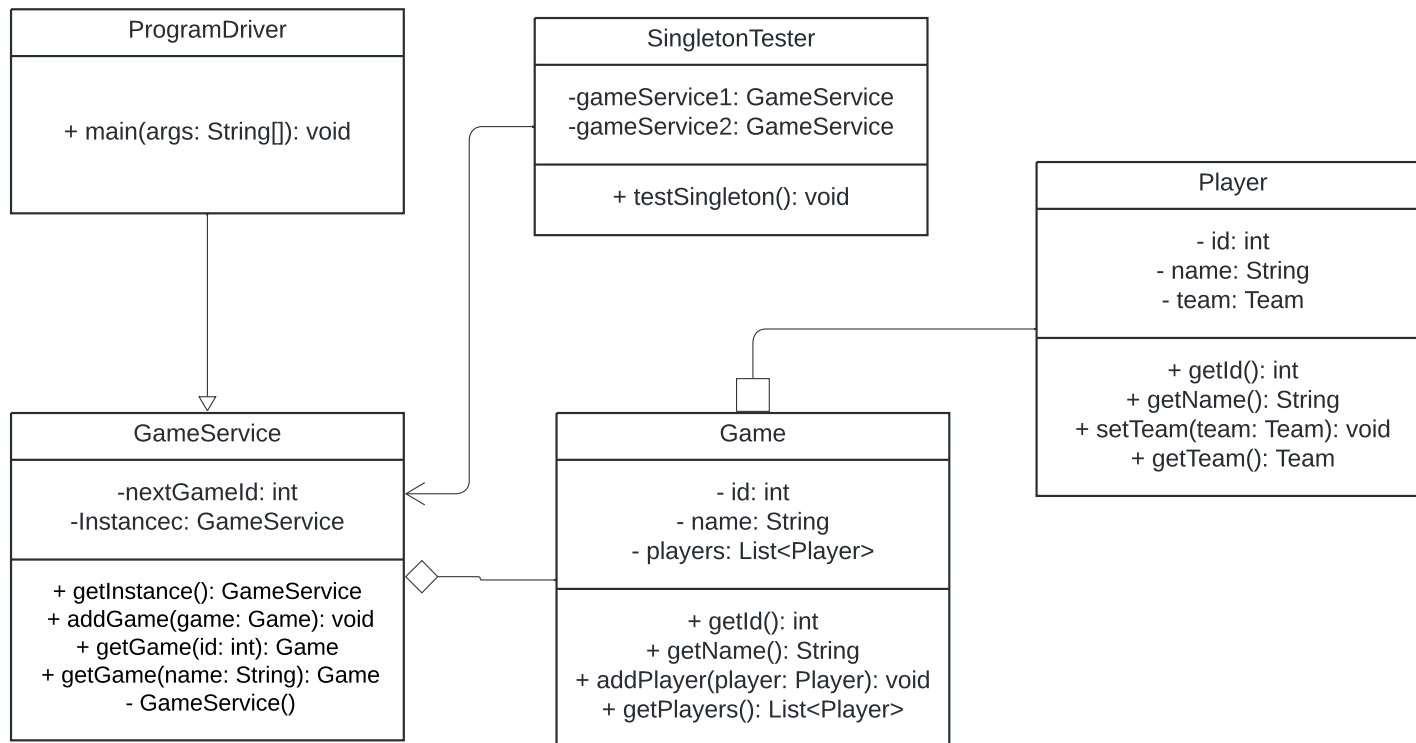 ProgramDriver
+ main(args: String[]): void
SingletonTester
-gameService1: GameService
-gameService2: GameService
+ testSingleton(): void
Player
- id: int
- name: String
- team: Team
+ getId(): int
+ getName(): String
+ setTeam(team: Team): void
+ getTeam(): Team
GameService
-nextGameId: int
-Instancec: GameService
+ getInstance(): GameService
+ addGame(game: Game): void
+ getGame(id: int): Game
+ getGame(name: String): Game
- GameService()
Game
- id: int
- name: String
- players: List<Player>
+ getId(): int
+ getName(): String
+ addPlayer(player: Player): void
+ getPlayers(): List<Player>